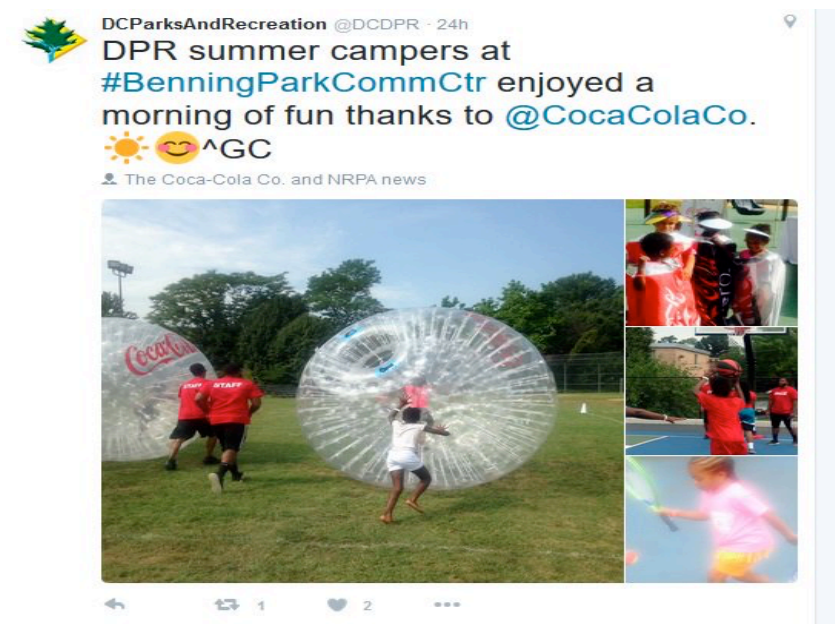 DCParksAndRecreation @DCDPR · 24h
DPR summer campers at
#BenningParkCommCtr enjoyed a
morning of fun thanks to @CocaColaCo.
☀️😊^GC
The Coca-Cola Co. and NRPA news
Coca-Cola
STAFF STAFF
1 2